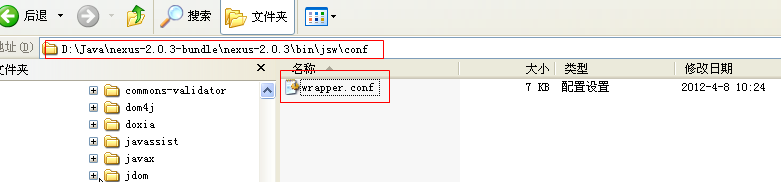 后退 搜索 文件夹
地址(D) D:\Java\nexus-2.0.3-bundle\nexus-2.0.3\bin\jsw\conf
文件夹 名称 大小 类型 修改日期
commons-validator wrapper.conf 7 KB 配置设置 2012-4-8 10:24
dom4j
doxia
javassist
javax
jdom